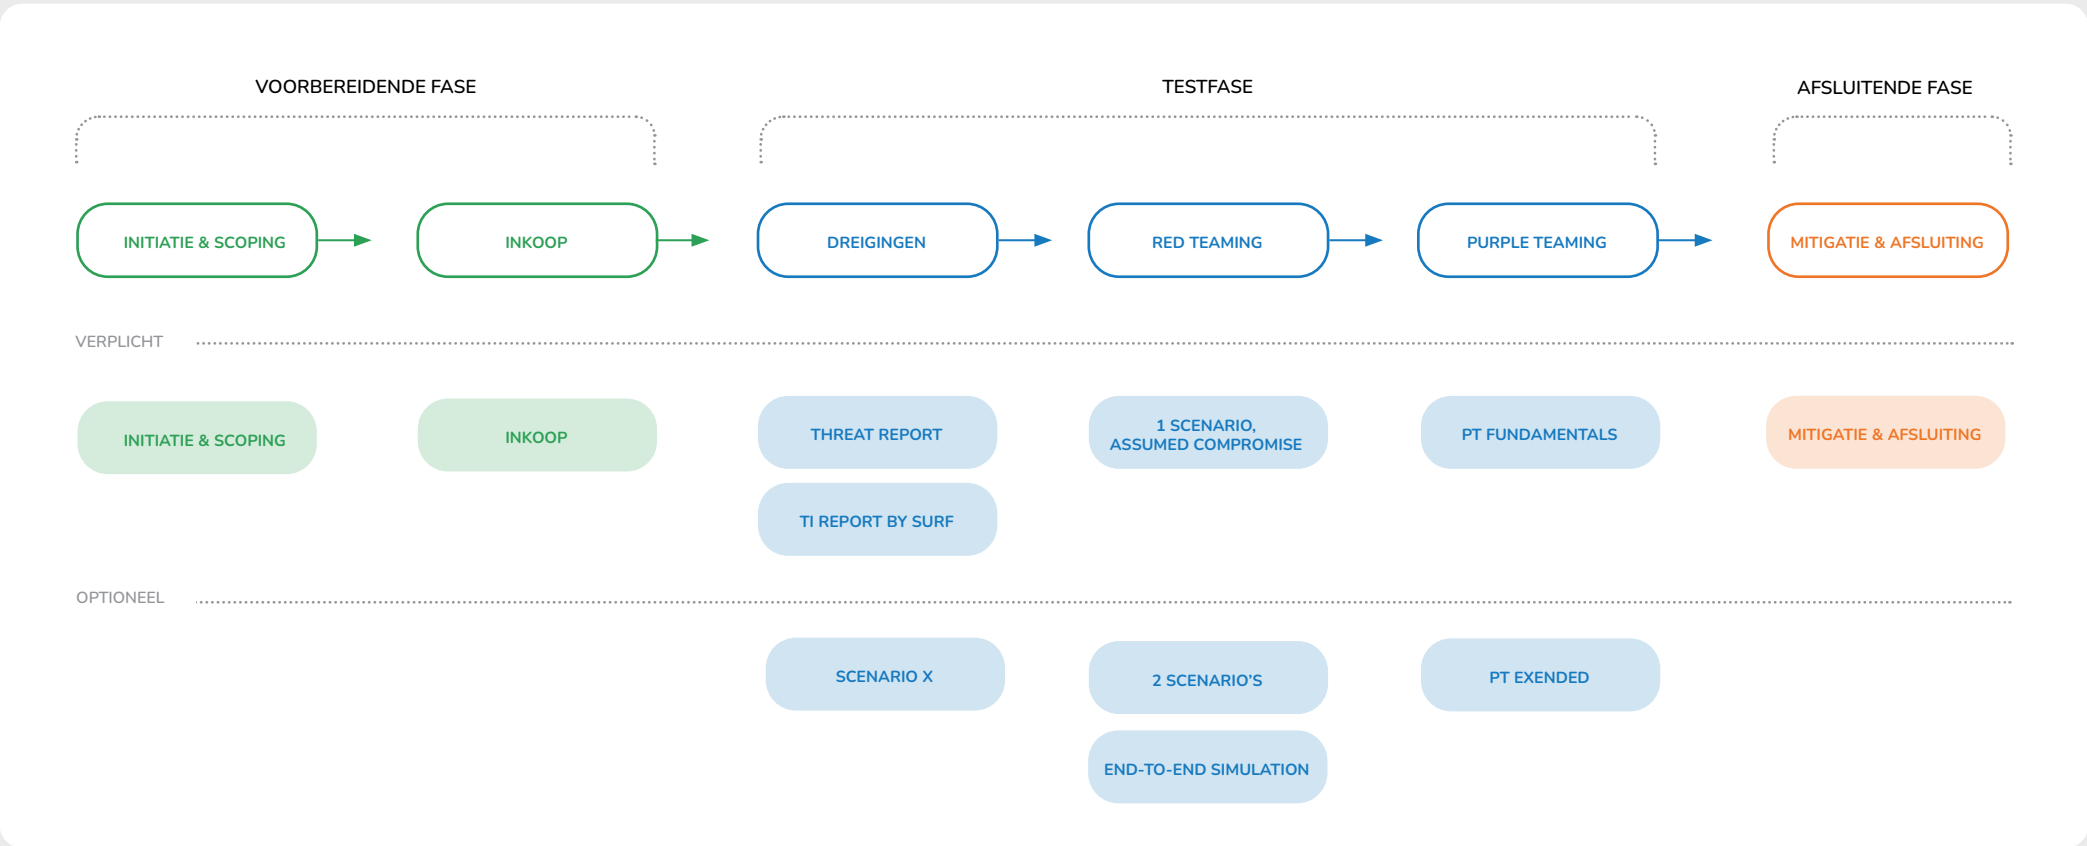 VOORBEREIDENDE FASE
TESTFASE
AFSLUITENDE FASE
INITIATIE & SCOPING
INKOOP
DREIGINGEN
RED TEAMING
PURPLE TEAMING
MITIGATIE & AFSLUITING
VERPLICHT
INITIATIE & SCOPING
INKOOP
THREAT REPORT
1 SCENARIO,
ASSUMED COMPROMISE
PT FUNDAMENTALS
MITIGATIE & AFSLUITING
TI REPORT BY SURF
OPTIONEEL
SCENARIO X
2 SCENARIO’S
PT EXENDED
END-TO-END SIMULATION